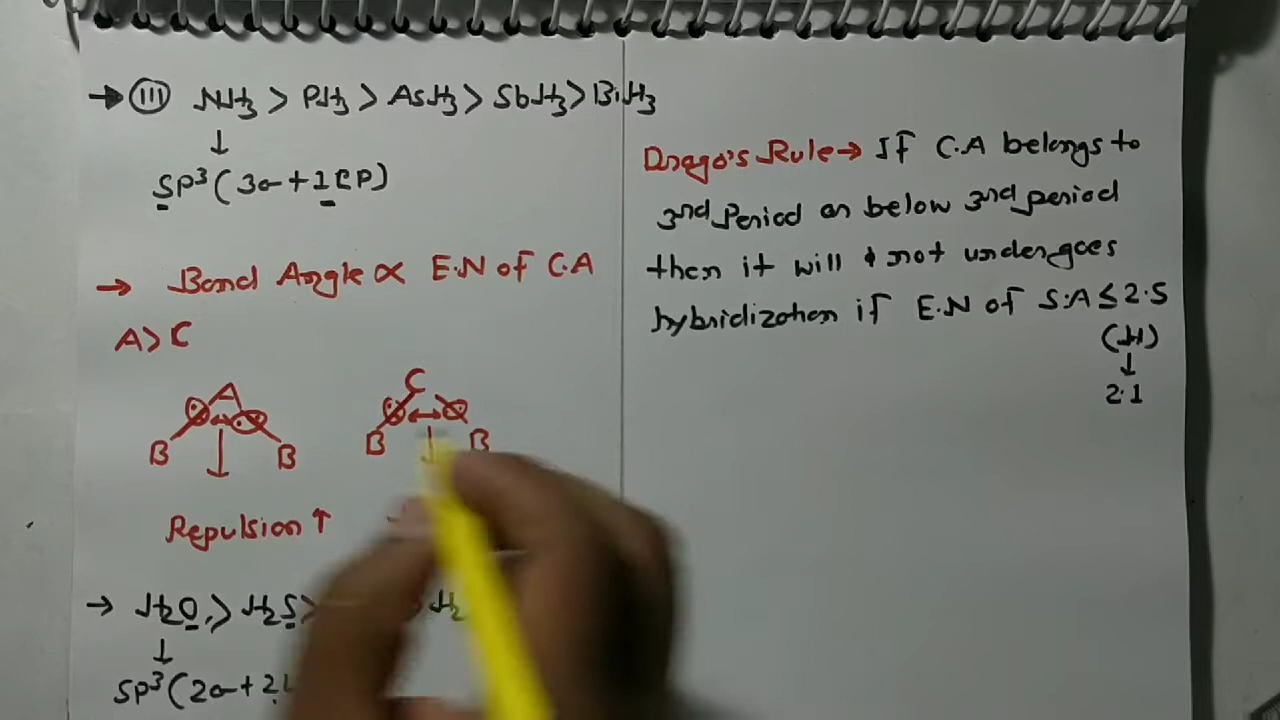 → (III) NH3 > PH3 > AsH3 > SbH3 > BiH3
↓
SP³ (3σ + 1LP)
→ Bond Angle ∝ E.N of C.A
A > C
A
B B
C
B B
Repulsion ↑
→ H2O > H2S > H2
↓
SP³ (2σ + 2L
Drago's Rule → If C.A belongs to
3rd Period or below 3rd period
then it will not undergoes
hybridization if E.N of S.A ≤ 2.5
(H)
↓
2.1